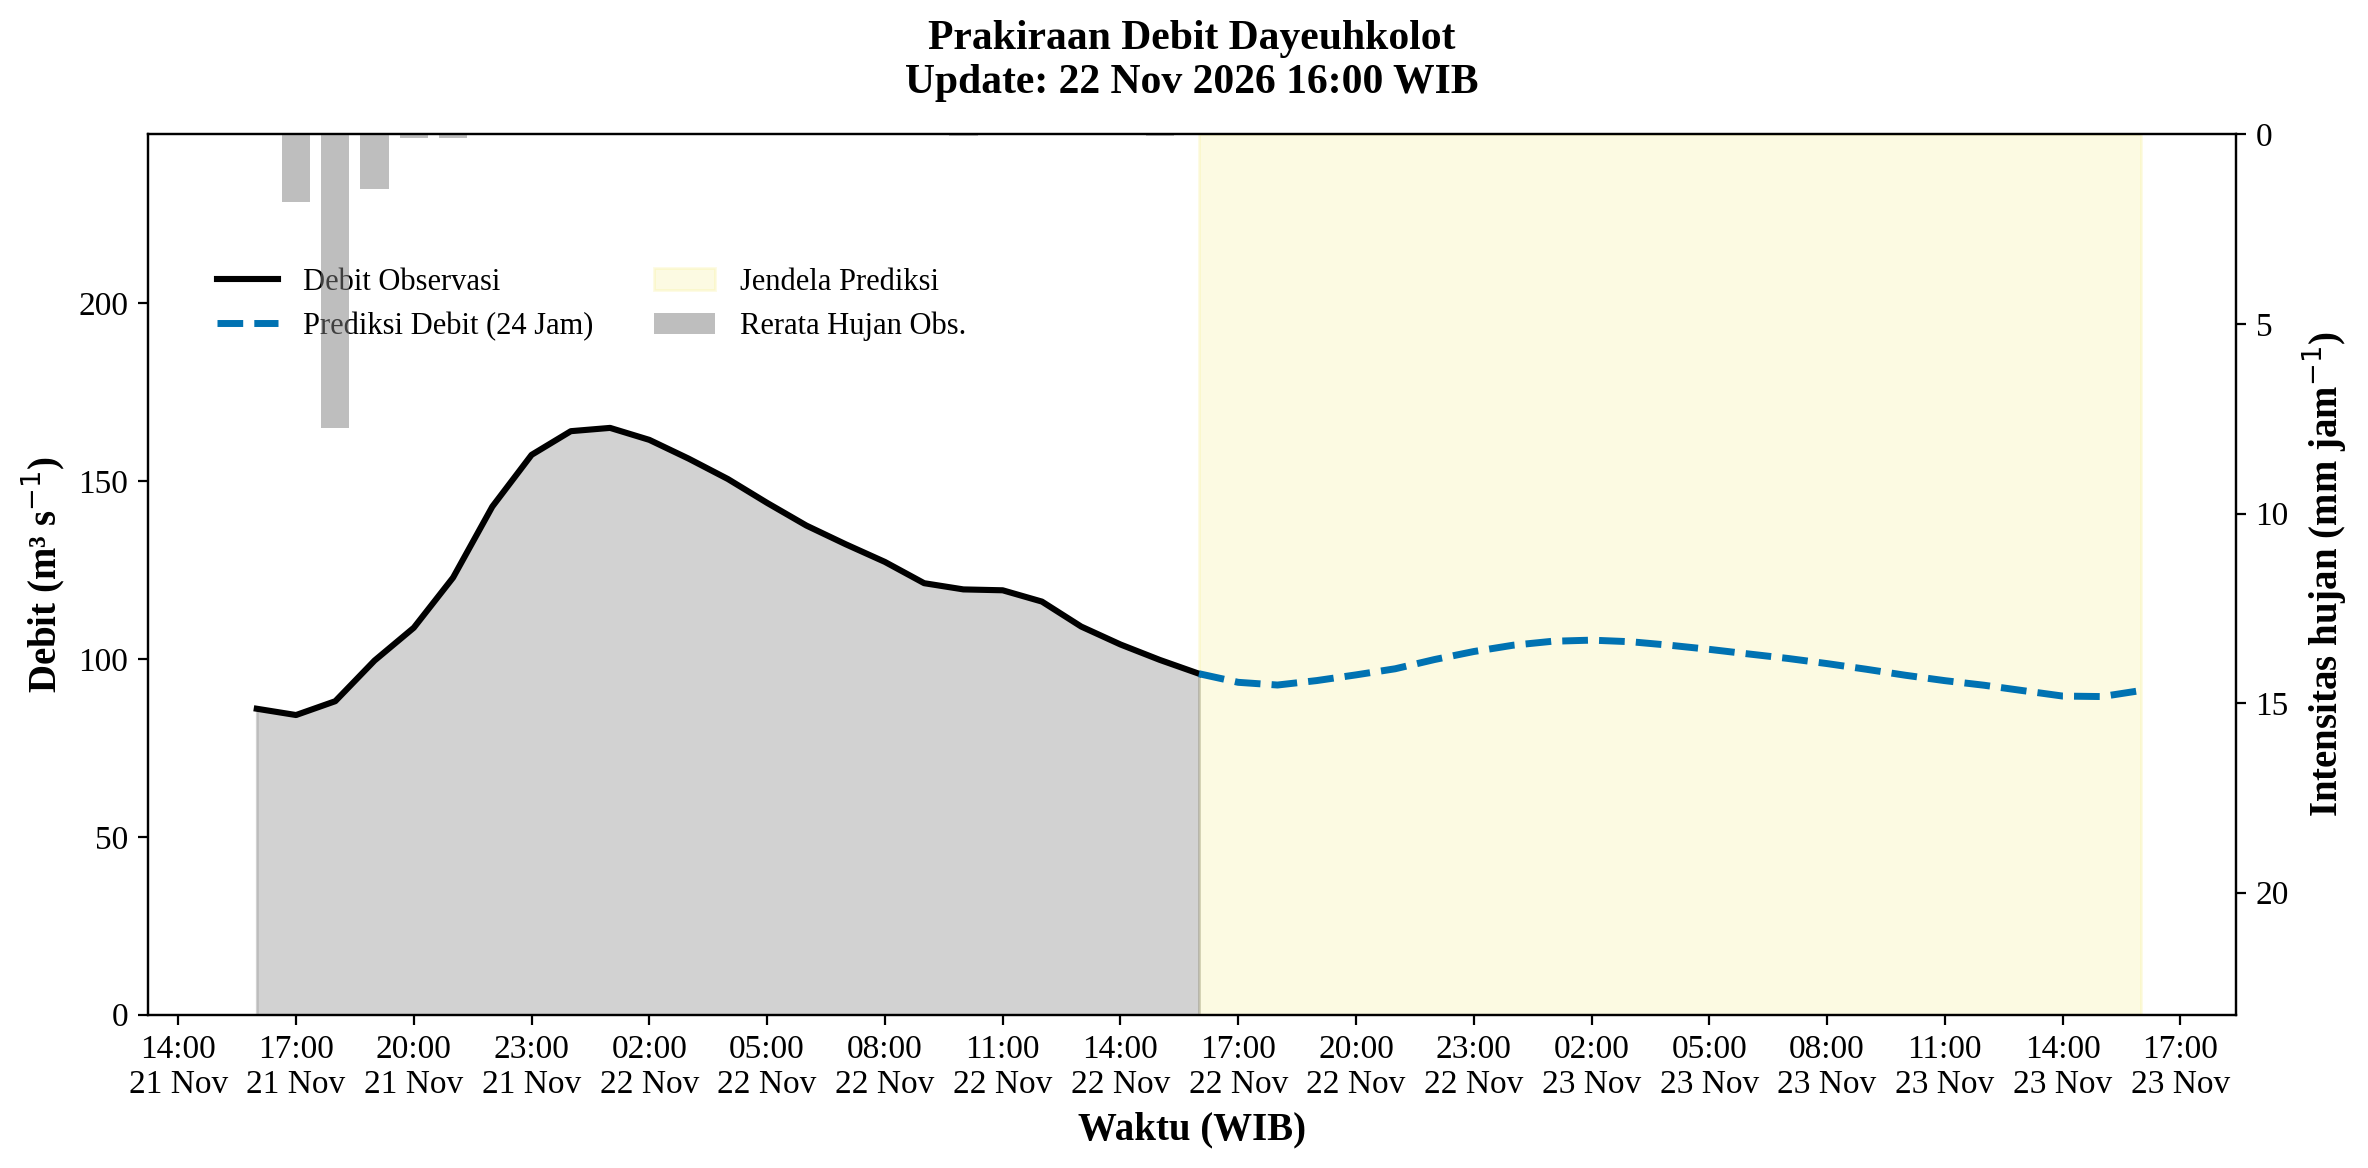 Prakiraan Debit Dayeuhkolot
Update: 22 Nov 2026 16:00 WIB
Debit Observasi
Prediksi Debit (24 Jam)
Jendela Prediksi
Rerata Hujan Obs.
Debit (m³ s⁻¹)
200
150
100
50
0
0
5
10
15
20
Intensitas hujan (mm jam⁻¹)
14:00 17:00 20:00 23:00 02:00 05:00 08:00 11:00 14:00 17:00 20:00 23:00 02:00 05:00 08:00 11:00 14:00 17:00
21 Nov 21 Nov 21 Nov 21 Nov 22 Nov 22 Nov 22 Nov 22 Nov 22 Nov 22 Nov 22 Nov 22 Nov 23 Nov 23 Nov 23 Nov 23 Nov 23 Nov 23 Nov
Waktu (WIB)